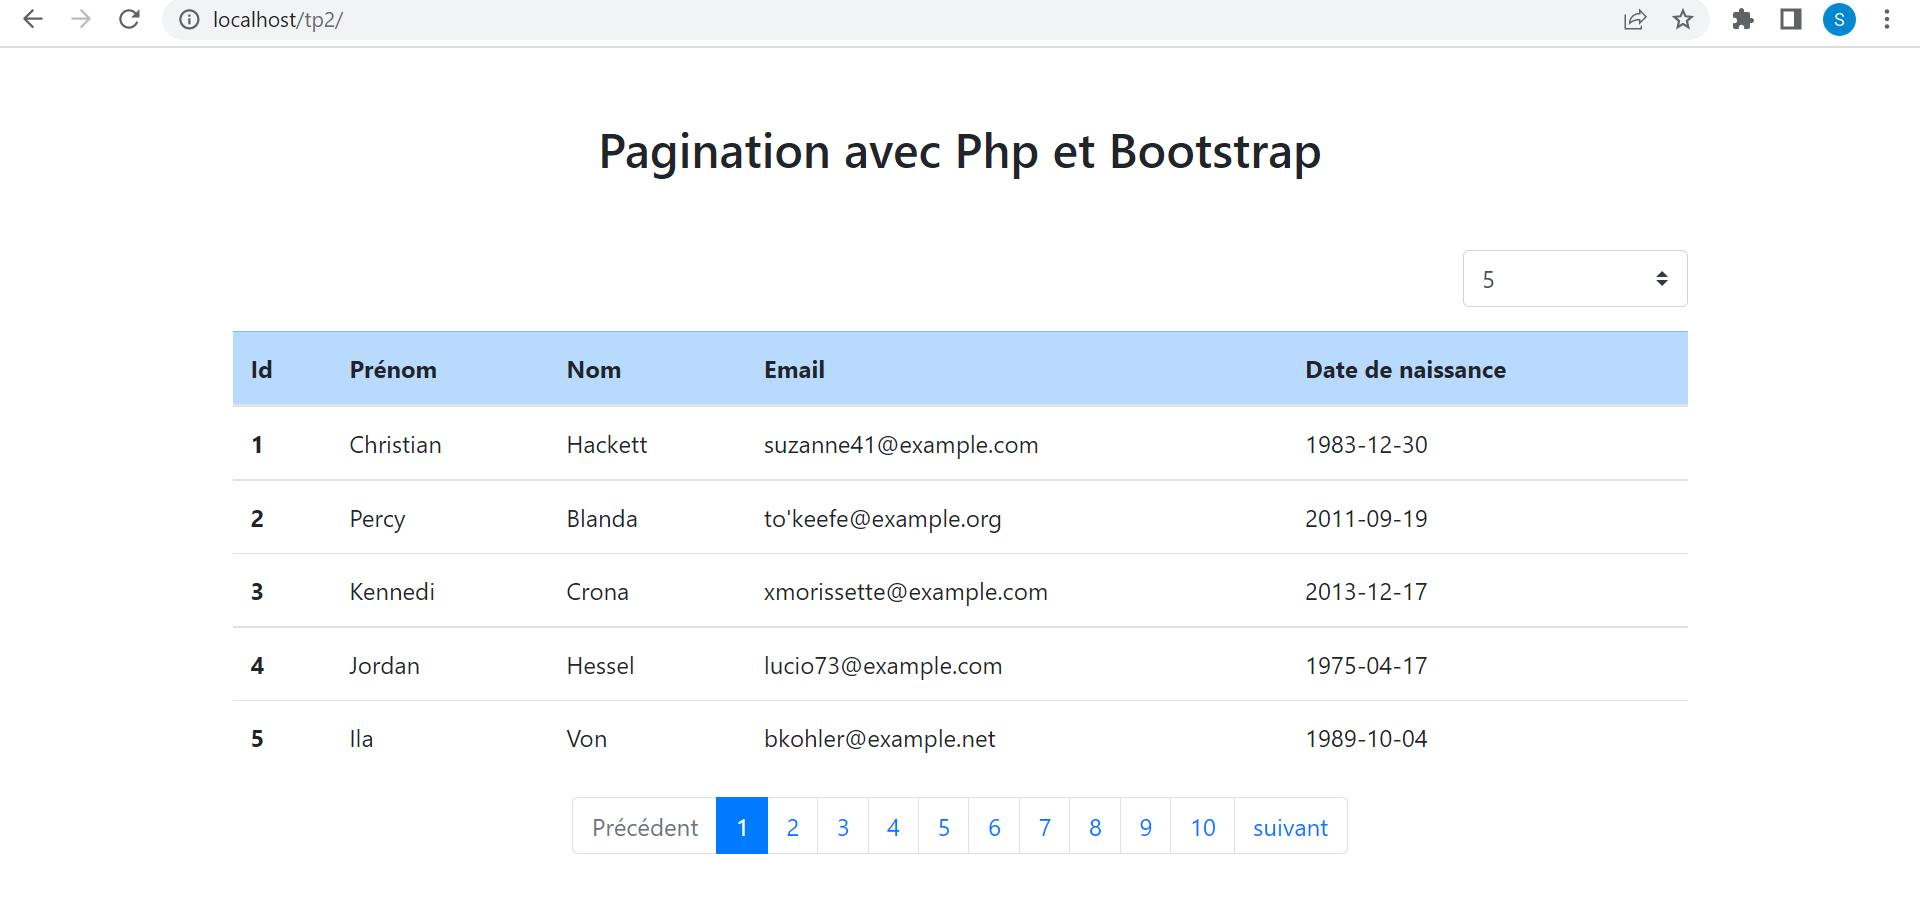 localhost/tp2/
S
Pagination avec Php et Bootstrap
5
Id Prénom Nom Email Date de naissance
1 Christian Hackett suzanne41@example.com 1983-12-30
2 Percy Blanda to'keefe@example.org 2011-09-19
3 Kennedi Crona xmorissette@example.com 2013-12-17
4 Jordan Hessel lucio73@example.com 1975-04-17
5 Ila Von bkohler@example.net 1989-10-04
Précédent 1 2 3 4 5 6 7 8 9 10 suivant